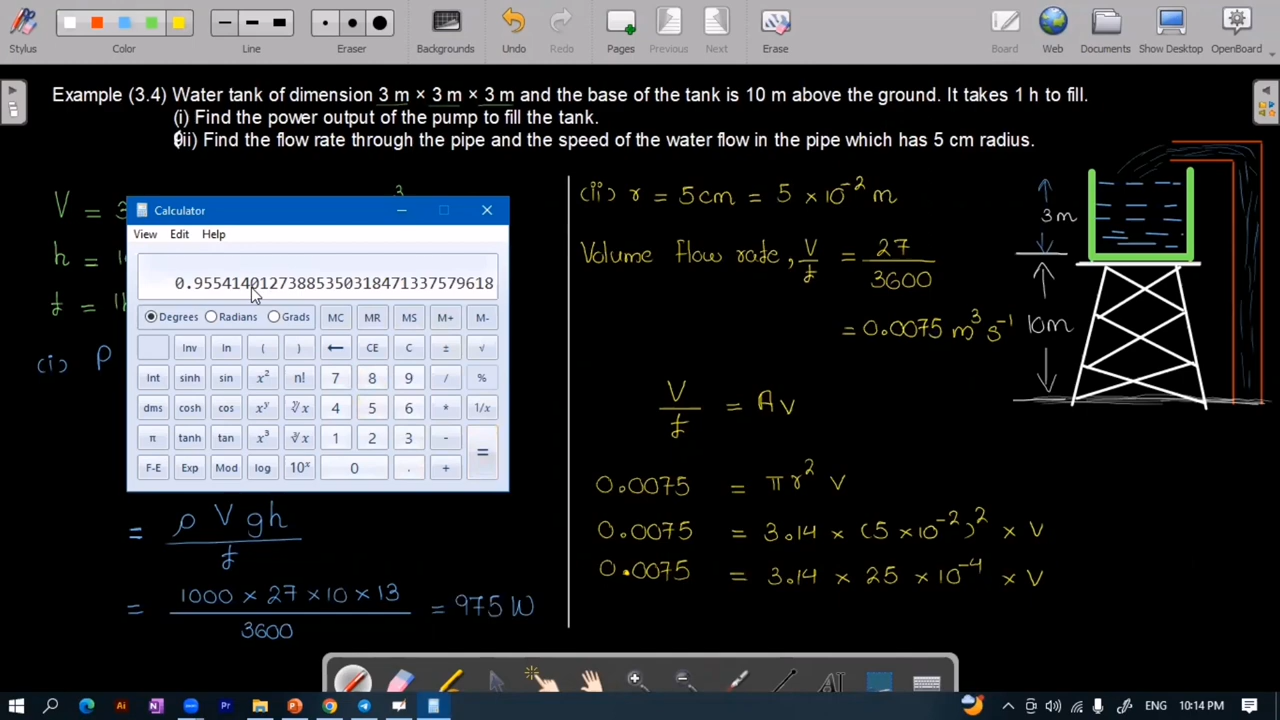 Stylus Color Line Eraser Backgrounds Undo Redo Pages Previous Next Erase Board Web Documents Show Desktop OpenBoard
Example (3.4) Water tank of dimension 3 m × 3 m × 3 m and the base of the tank is 10 m above the ground. It takes 1 h to fill.
(i) Find the power output of the pump to fill the tank.
(ii) Find the flow rate through the pipe and the speed of the water flow in the pipe which has 5 cm radius.
V = 3
3
h = 1
t = 1h
(i) P
Calculator
View Edit Help
0.95541401273885350318471337579618
Degrees Radians Grads MC MR MS M+ M-
Inv ln ( ) ← CE C ± √
Int sinh sin x² n! 7 8 9 / %
dms cosh cos xʸ ʸ√x 4 5 6 * 1/x
π tanh tan x³ ³√x 1 2 3 - =
F-E Exp Mod log 10ˣ 0 . +
= ρVgh / t
= 1000 × 27 × 10 × 13 / 3600 = 975 W
(ii) r = 5cm = 5 × 10⁻² m
Volume flow rate, V/t = 27/3600
= 0.0075 m³ s⁻¹
V/t = Av
0.0075 = πr² v
0.0075 = 3.14 × (5×10⁻²)² × v
0.0075 = 3.14 × 25 × 10⁻⁴ × v
3m
10m
ENG 10:14 PM